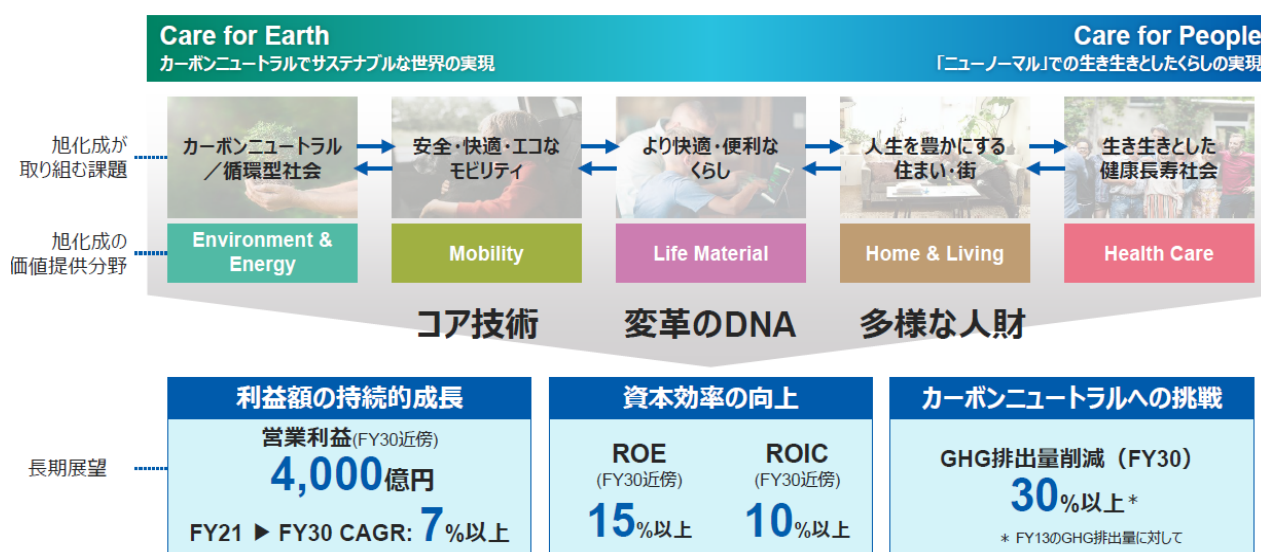 Care for Earth
カーボンニュートラルでサステナブルな世界の実現
Care for People
「ニューノーマル」での生き生きとしたくらしの実現
旭化成が
取り組む課題
カーボンニュートラル
／循環型社会
安全・快適・エコな
モビリティ
より快適・便利な
くらし
人生を豊かにする
住まい・街
生き生きとした
健康長寿社会
旭化成の
価値提供分野
Environment &
Energy
Mobility
Life Material
Home & Living
Health Care
コア技術
変革のDNA
多様な人財
長期展望
利益額の持続的成長
営業利益(FY30近傍)
4,000億円
FY21 ▶ FY30 CAGR: 7%以上
資本効率の向上
ROE
(FY30近傍)
15%以上
ROIC
(FY30近傍)
10%以上
カーボンニュートラルへの挑戦
GHG排出量削減（FY30）
30%以上*
* FY13のGHG排出量に対して